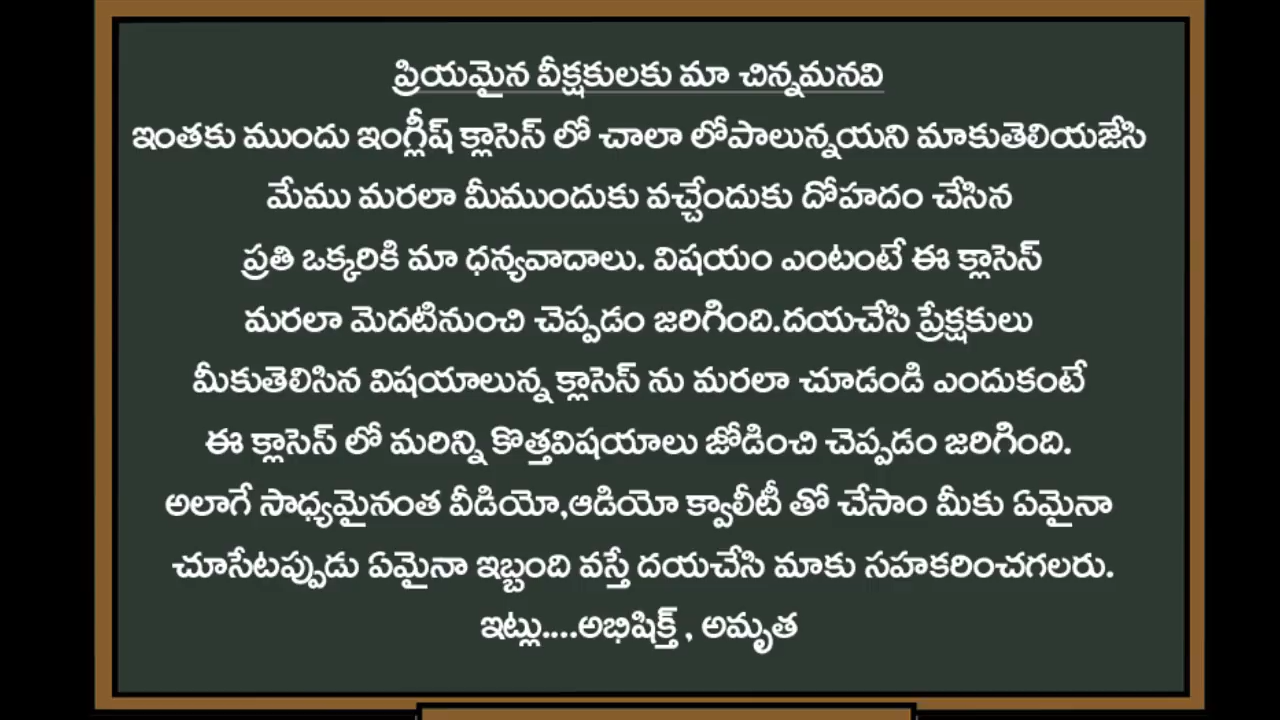 ప్రియమైన వీక్షకులకు మా చిన్నమనవి
ఇంతకు ముందు ఇంగ్లీష్ క్లాసెస్ లో చాలా లోపాలున్నయని మాకుతెలియజేసి
మేము మరలా మీముందుకు వచ్చేందుకు దోహదం చేసిన
ప్రతి ఒక్కరికి మా ధన్యవాదాలు. విషయం ఎంటంటే ఈ క్లాసెస్
మరలా మెదటినుంచి చెప్పడం జరిగింది.దయచేసి ప్రేక్షకులు
మీకుతెలిసిన విషయాలున్న క్లాసెస్ ను మరలా చూడండి ఎందుకంటే
ఈ క్లాసెస్ లో మరిన్ని కొత్తవిషయాలు జోడించి చెప్పడం జరిగింది.
అలాగే సాధ్యమైనంత వీడియో,ఆడియో క్వాలీటీ తో చేసాం మీకు ఏమైనా
చూసేటప్పుడు ఏమైనా ఇబ్బంది వస్తే దయచేసి మాకు సహకరించగలరు.
ఇట్లు....అభిషిక్త్ , అమృత